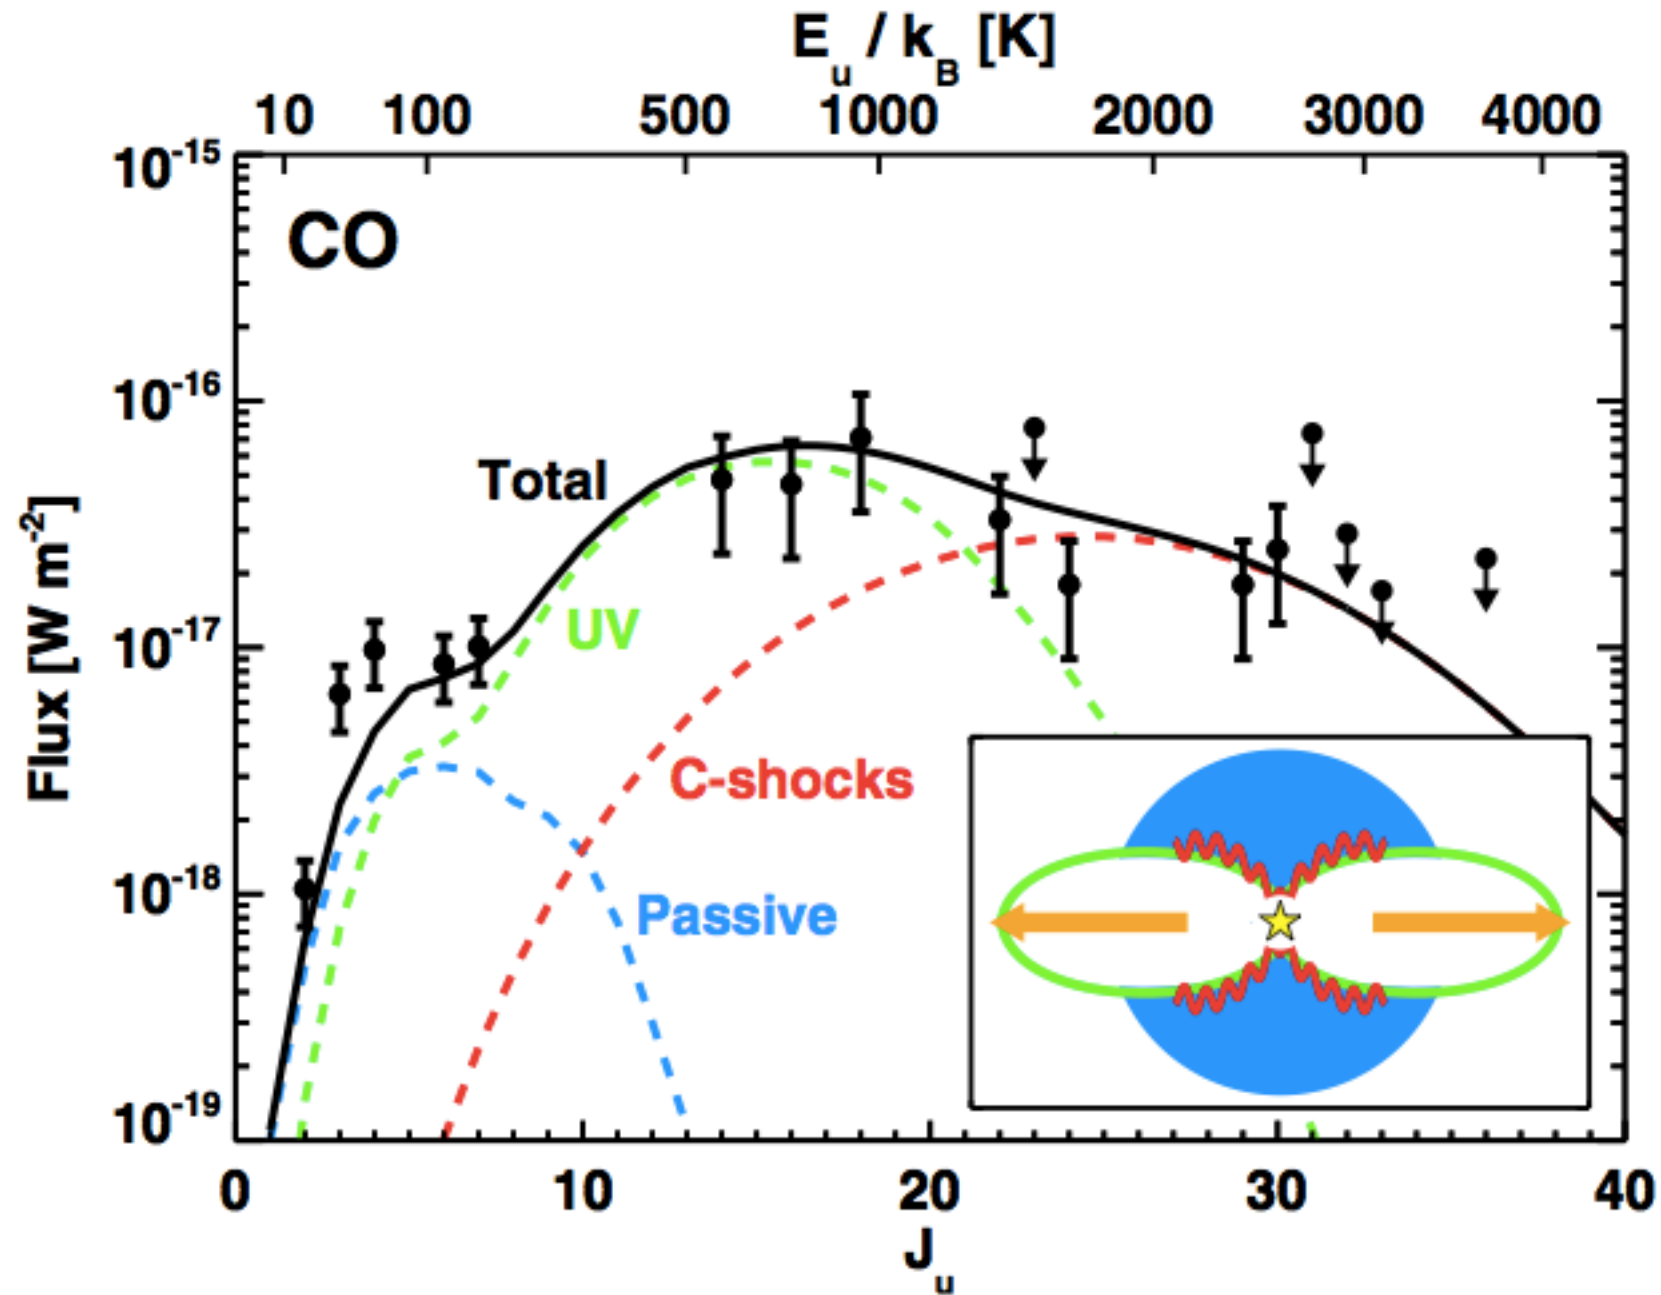 E_u / k_B [K]
10 100 500 1000 2000 3000 4000
10^-15
CO
10^-16
Total
UV
10^-17
C-shocks
Passive
10^-18
10^-19
Flux [W m^-2]
0 10 20 30 40
J_u